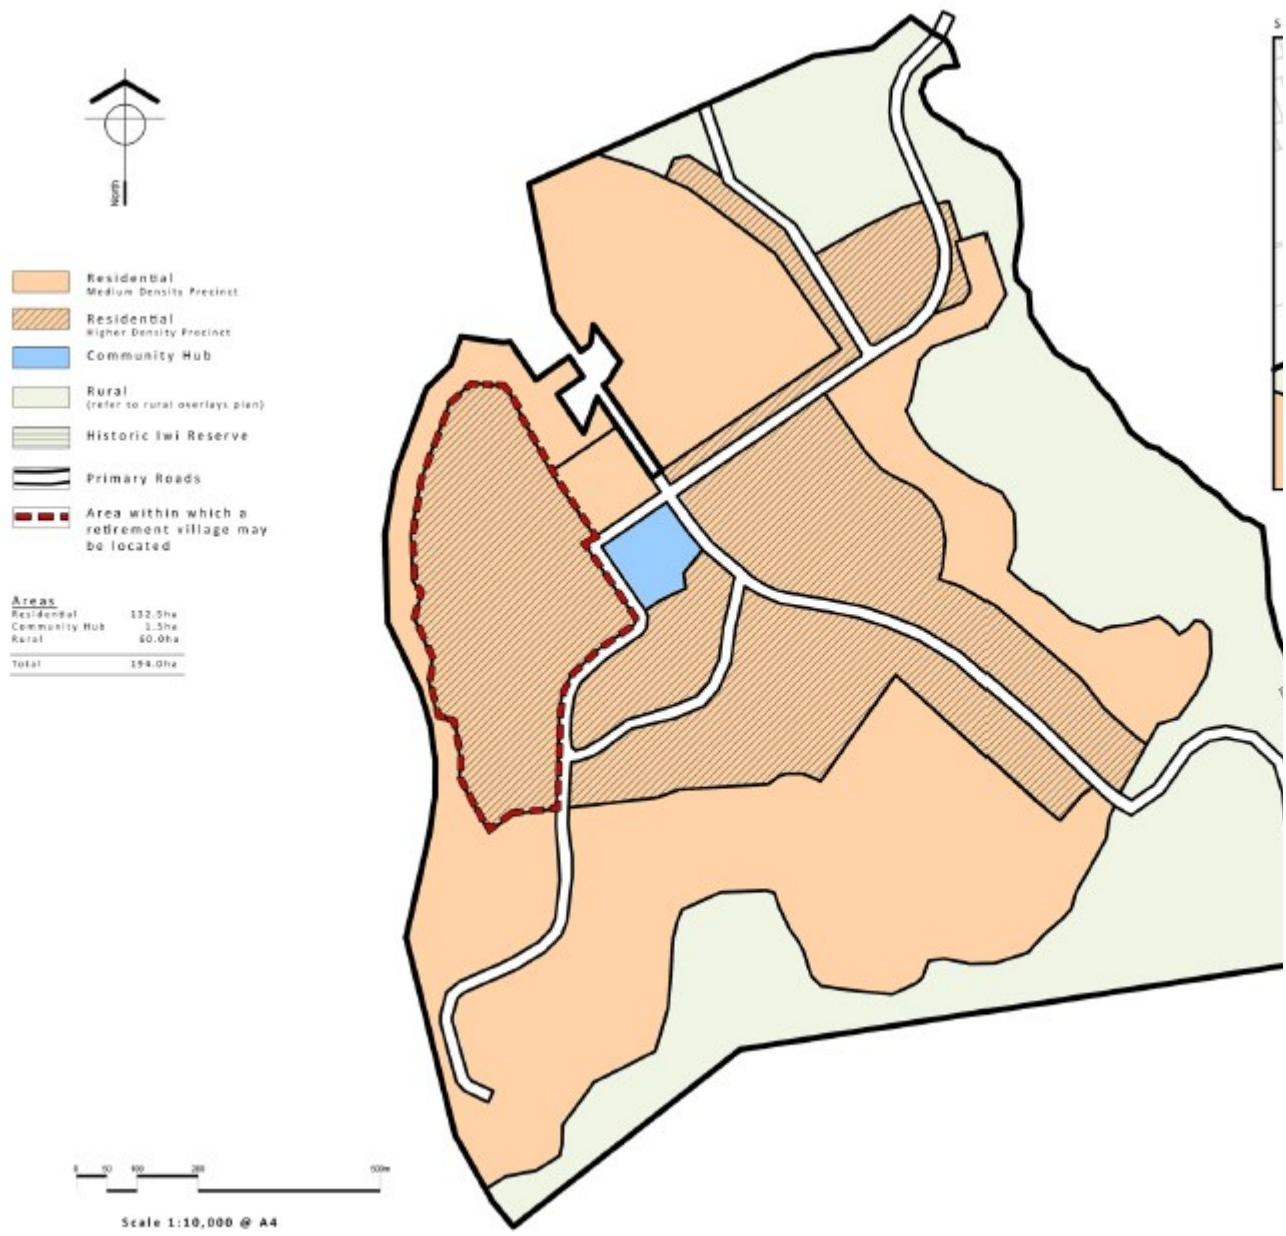 North
Residential
Medium Density Precinct
Residential
Higher Density Precinct
Community Hub
Rural
(refer to rural overlays plan)
Historic Iwi Reserve
Primary Roads
Area within which a
retirement village may
be located
Areas
Residential 132.5ha
Community Hub 1.5ha
Rural 60.0ha
Total 194.0ha
0 50 100 200 500m
Scale 1:10,000 @ A4
S